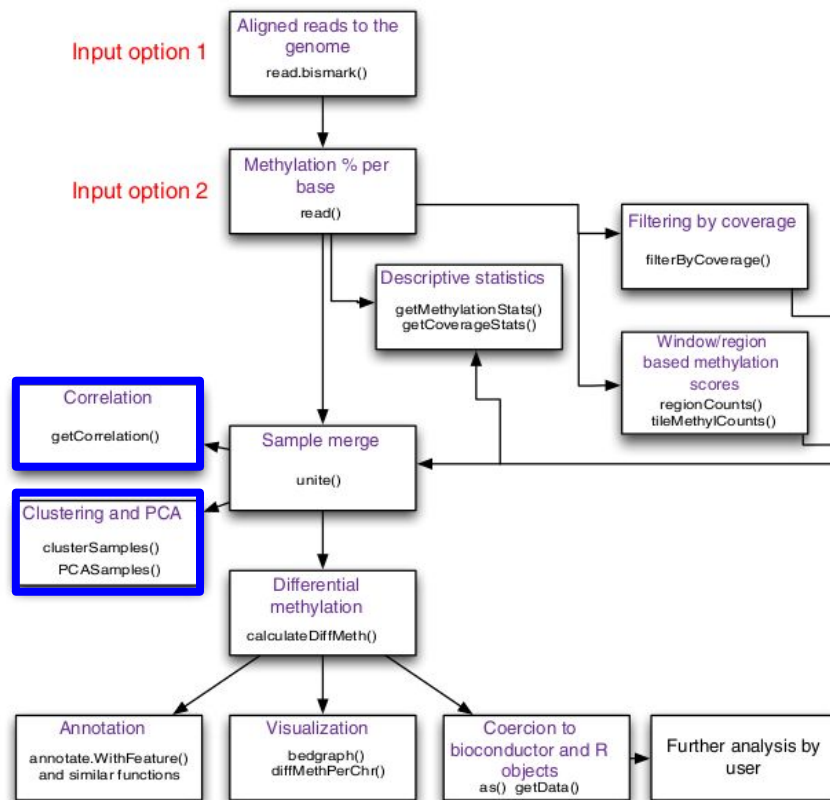 Input option 1
Aligned reads to the
genome
read.bismark()
Input option 2
Methylation % per
base
read()
Filtering by coverage
filterByCoverage()
Descriptive statistics
getMethylationStats()
getCoverageStats()
Window/region
based methylation
scores
regionCounts()
tileMethylCounts()
Correlation
getCorrelation()
Sample merge
unite()
Clustering and PCA
clusterSamples()
PCASamples()
Differential
methylation
calculateDiffMeth()
Annotation
annotate.WithFeature()
and similar functions
Visualization
bedgraph()
diffMethPerChr()
Coercion to
bioconductor and R
objects
as() getData()
Further analysis by
user